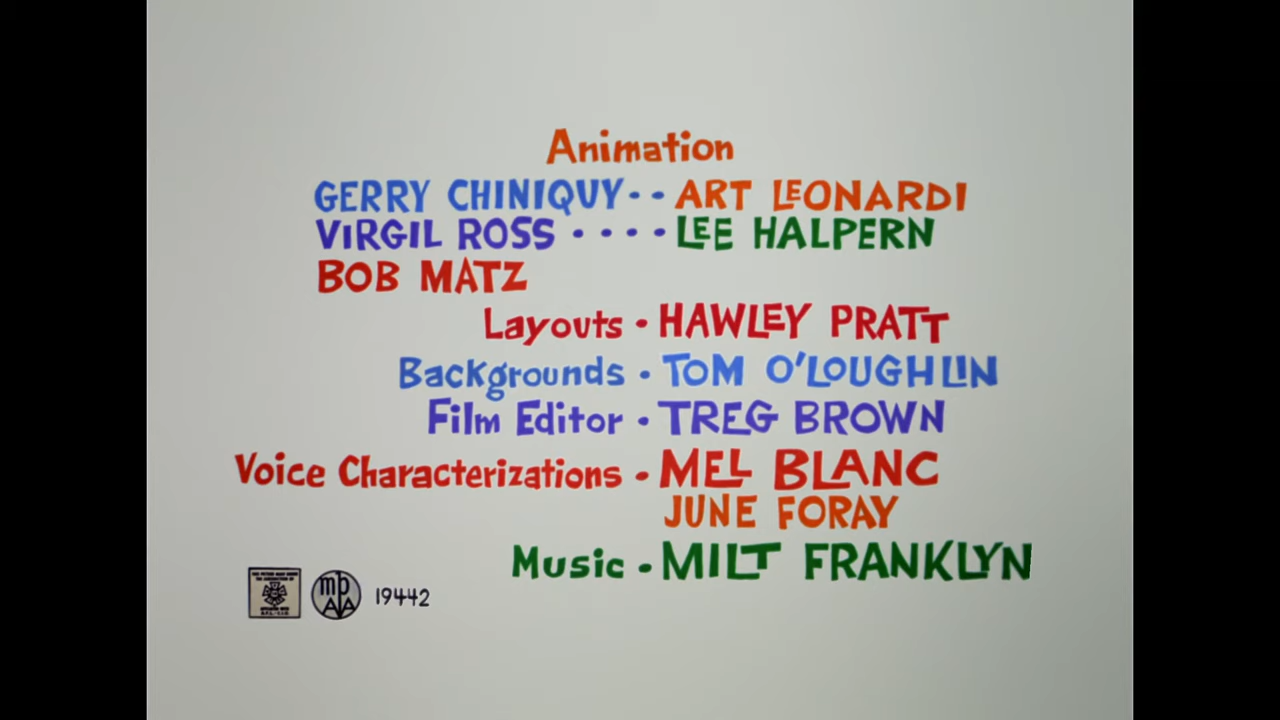 Animation
GERRY CHINIQUY · · ART LEONARDI
VIRGIL ROSS · · · · LEE HALPERN
BOB MATZ
Layouts · HAWLEY PRATT
Backgrounds · TOM O'LOUGHLIN
Film Editor · TREG BROWN
Voice Characterizations · MEL BLANC
JUNE FORAY
Music · MILT FRANKLYN
mpAA 19442